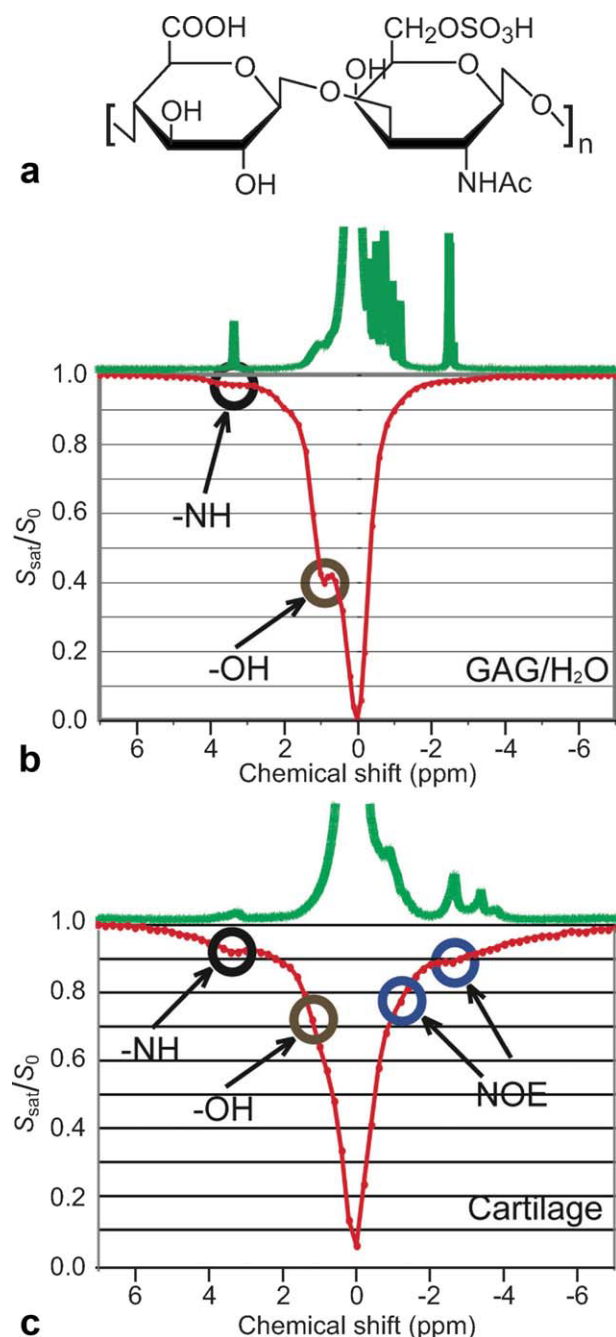 a
COOH
O
OH
OH
O
CH₂OSO₃H
OH
O
NHAc
O
[ ]n
b
1.0
0.8
0.6
0.4
0.2
0.0
Ssat/S0
-NH
-OH
GAG/H₂O
6 4 2 0 -2 -4 -6
Chemical shift (ppm)
c
1.0
0.8
0.6
0.4
0.2
0.0
Ssat/S0
-NH
-OH
NOE
Cartilage
6 4 2 0 -2 -4 -6
Chemical shift (ppm)